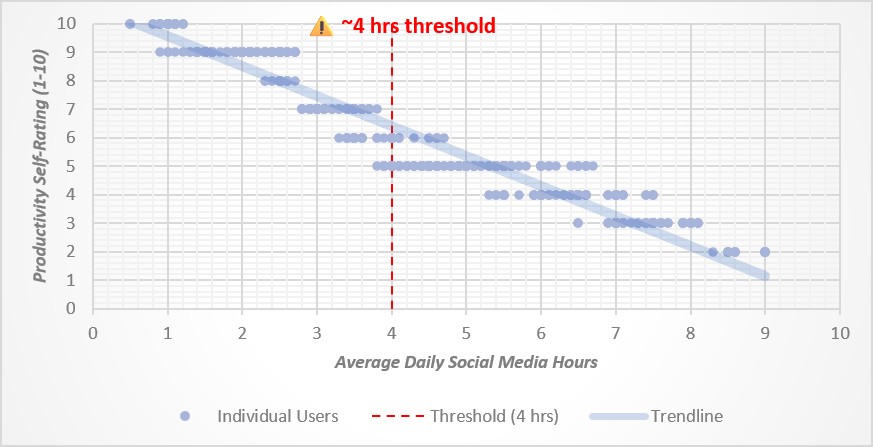 ⚠ ~4 hrs threshold
Productivity Self-Rating (1-10)
10
9
8
7
6
5
4
3
2
1
0
0 1 2 3 4 5 6 7 8 9 10
Average Daily Social Media Hours
Individual Users Threshold (4 hrs) Trendline